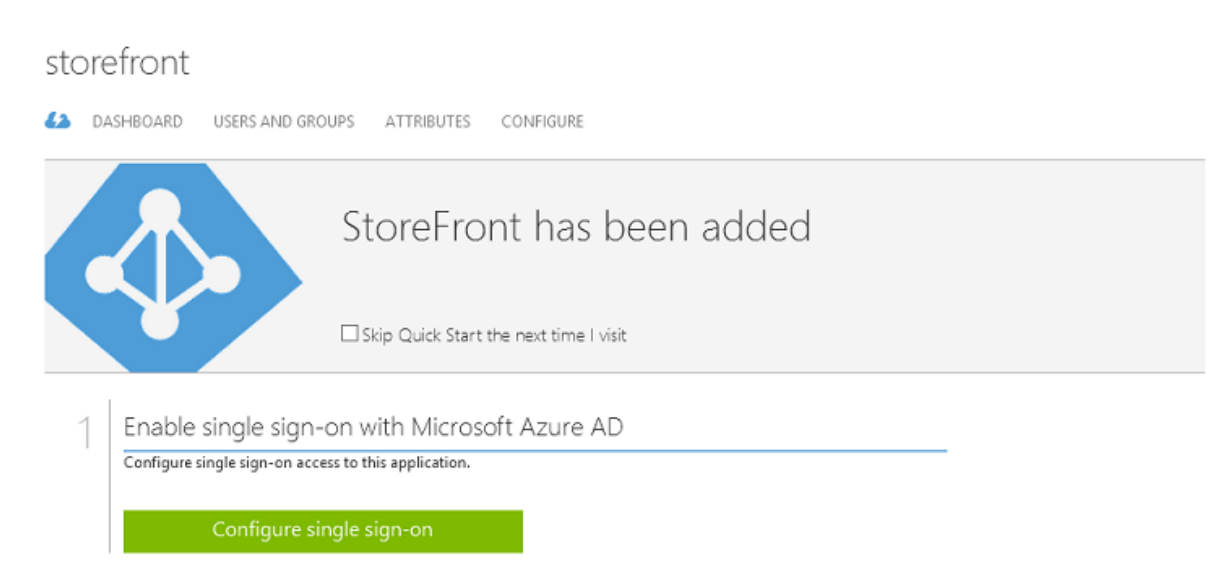 storefront
DASHBOARD USERS AND GROUPS ATTRIBUTES CONFIGURE
StoreFront has been added
Skip Quick Start the next time I visit
1 Enable single sign-on with Microsoft Azure AD
Configure single sign-on access to this application.
Configure single sign-on